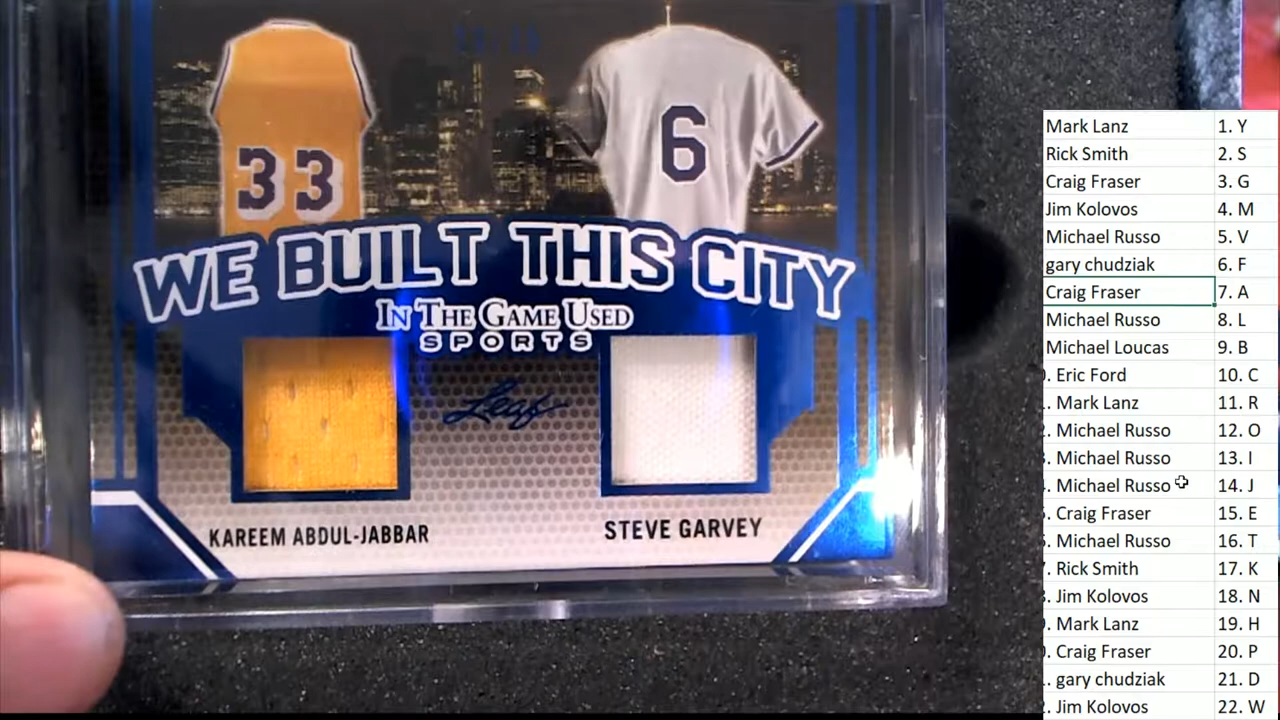 33
6
WE BUILT THIS CITY
IN THE GAME USED
SPORTS
Leaf
KAREEM ABDUL-JABBAR
STEVE GARVEY
Mark Lanz 1. Y
Rick Smith 2. S
Craig Fraser 3. G
Jim Kolovos 4. M
Michael Russo 5. V
gary chudziak 6. F
Craig Fraser 7. A
Michael Russo 8. L
Michael Loucas 9. B
. Eric Ford 10. C
. Mark Lanz 11. R
. Michael Russo 12. O
. Michael Russo 13. I
. Michael Russo 14. J
. Craig Fraser 15. E
. Michael Russo 16. T
. Rick Smith 17. K
. Jim Kolovos 18. N
. Mark Lanz 19. H
. Craig Fraser 20. P
. gary chudziak 21. D
. Jim Kolovos 22. W